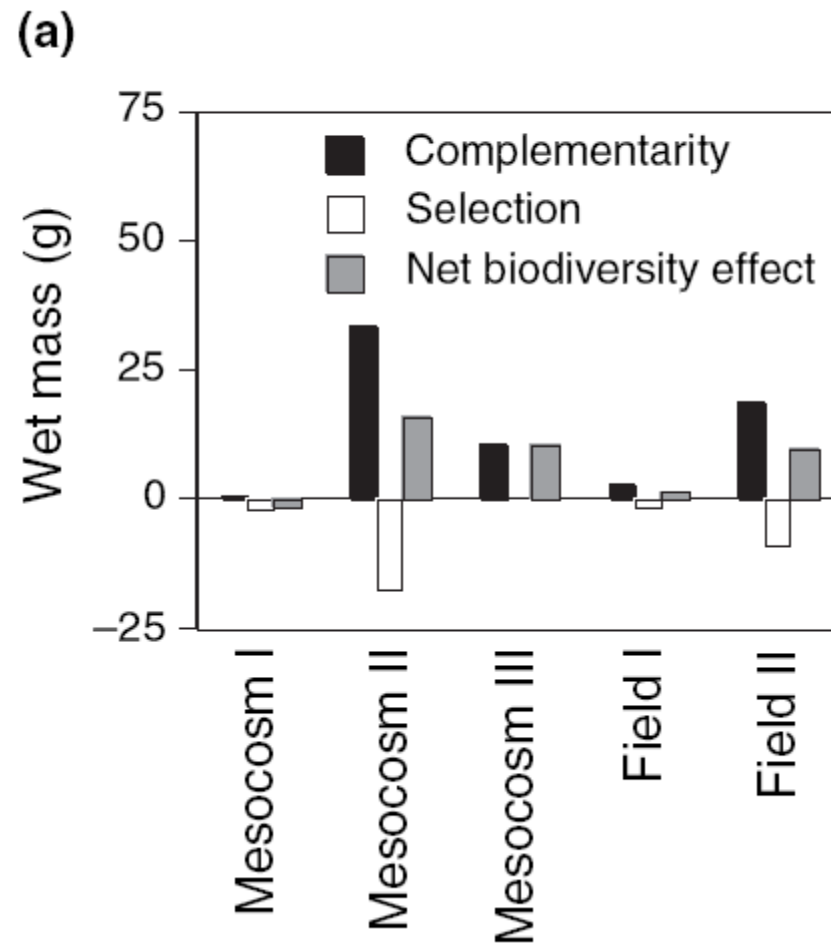 (a)
75
50
25
0
–25
Wet mass (g)
Complementarity
Selection
Net biodiversity effect
Mesocosm I
Mesocosm II
Mesocosm III
Field I
Field II